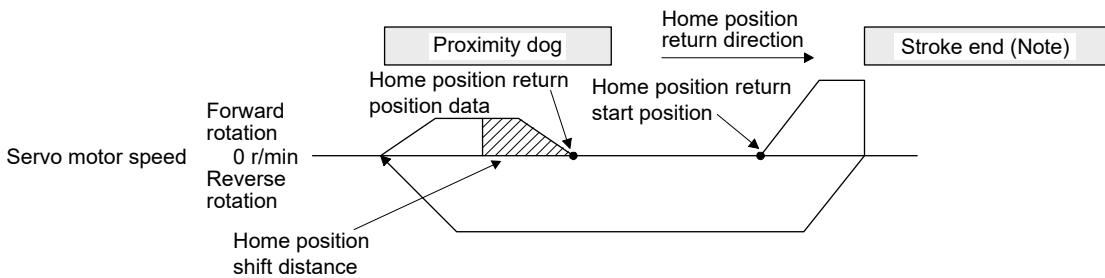 Proximity dog
Home position
return direction
Stroke end (Note)
Home position return
position data
Home position return
start position
Forward
rotation
Servo motor speed 0 r/min
Reverse
rotation
Home position
shift distance